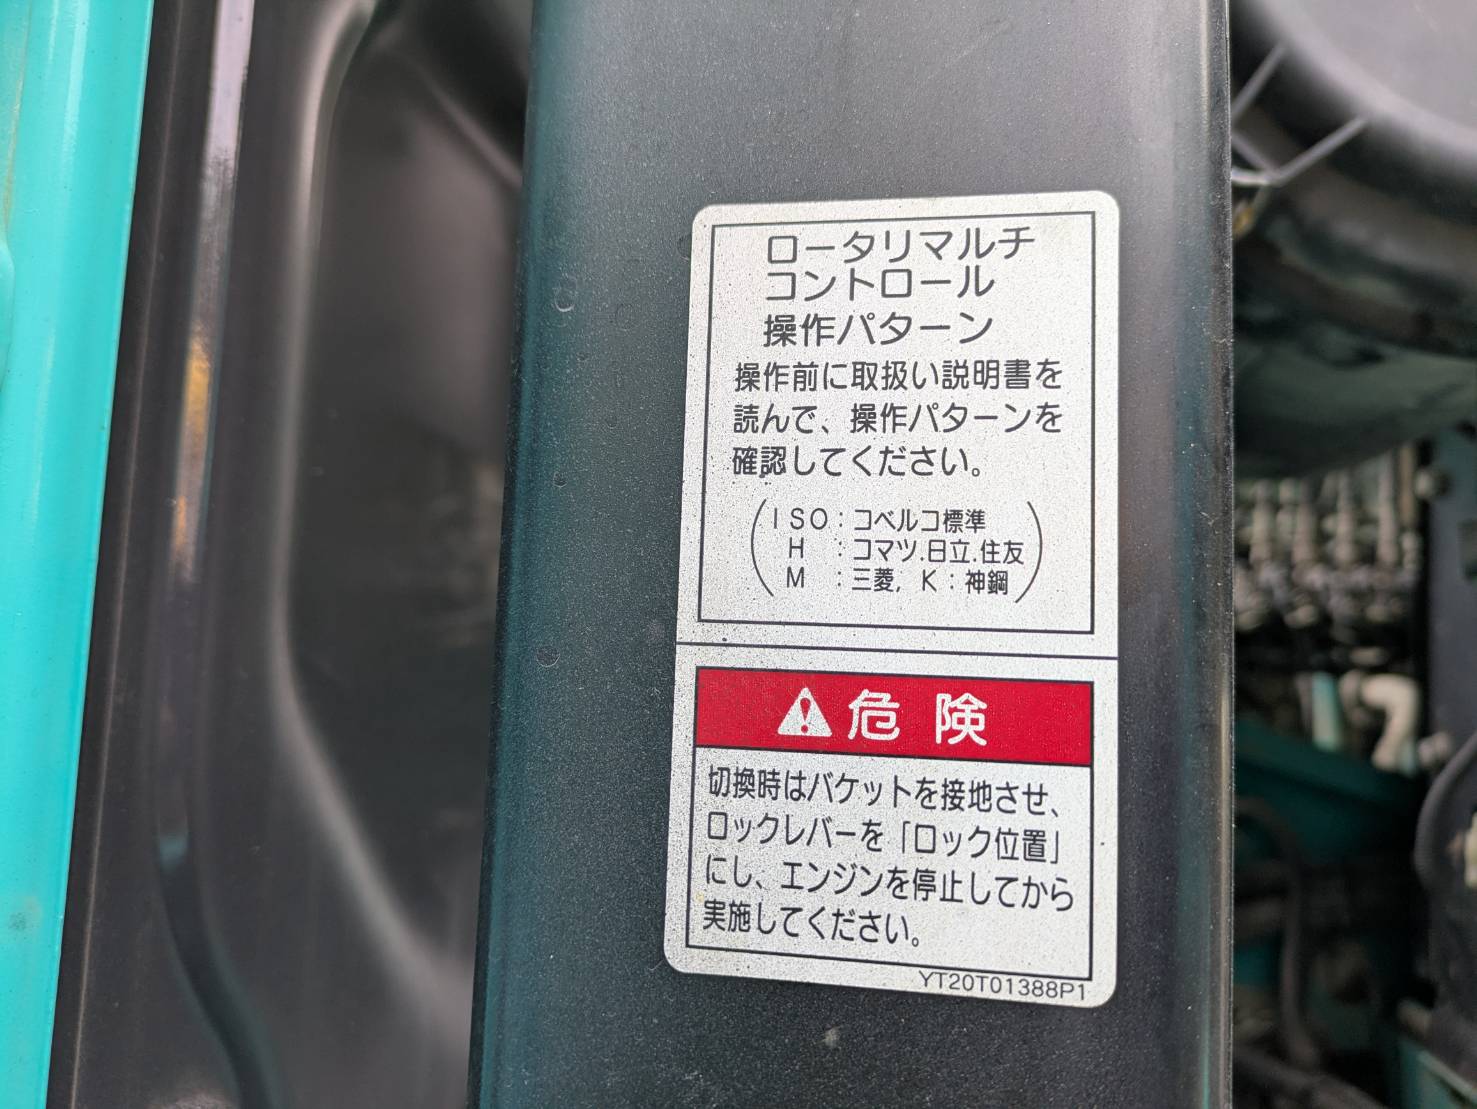 ロータリマルチ
コントロール
操作パターン
操作前に取扱い説明書を
読んで、操作パターンを
確認してください。
ISO：コベルコ標準
H ：コマツ.日立.住友
M ：三菱, K：神鋼
危険
切換時はバケットを接地させ、
ロックレバーを「ロック位置」
にし、エンジンを停止してから
実施してください。
YT20T01388P1